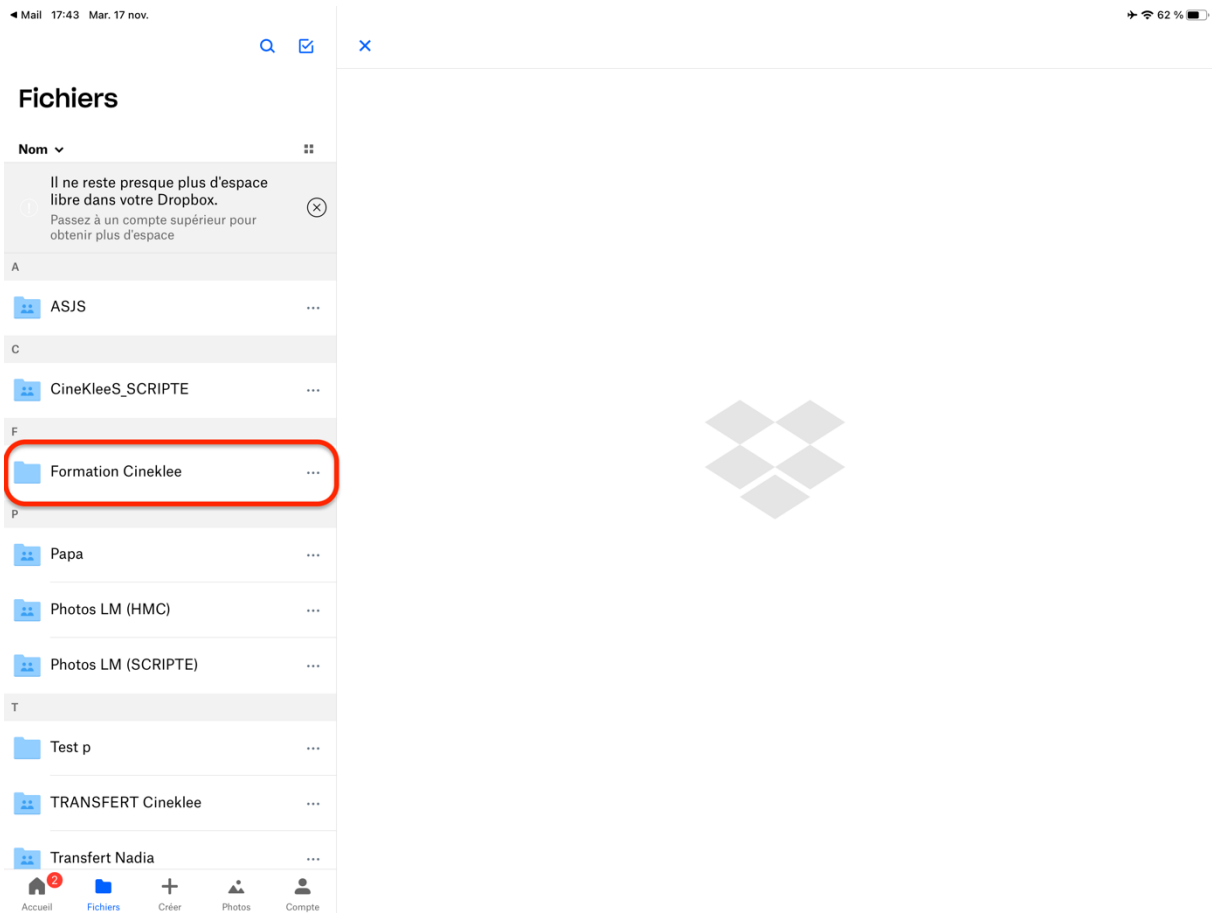 ◀ Mail 17:43 Mar. 17 nov.
62 %
Fichiers
Nom
Il ne reste presque plus d'espace
libre dans votre Dropbox.
Passez à un compte supérieur pour
obtenir plus d'espace
A
ASJS
C
CineKleeS_SCRIPTE
F
Formation Cineklee
P
Papa
Photos LM (HMC)
Photos LM (SCRIPTE)
T
Test p
TRANSFERT Cineklee
Transfert Nadia
2
Accueil Fichiers Créer Photos Compte